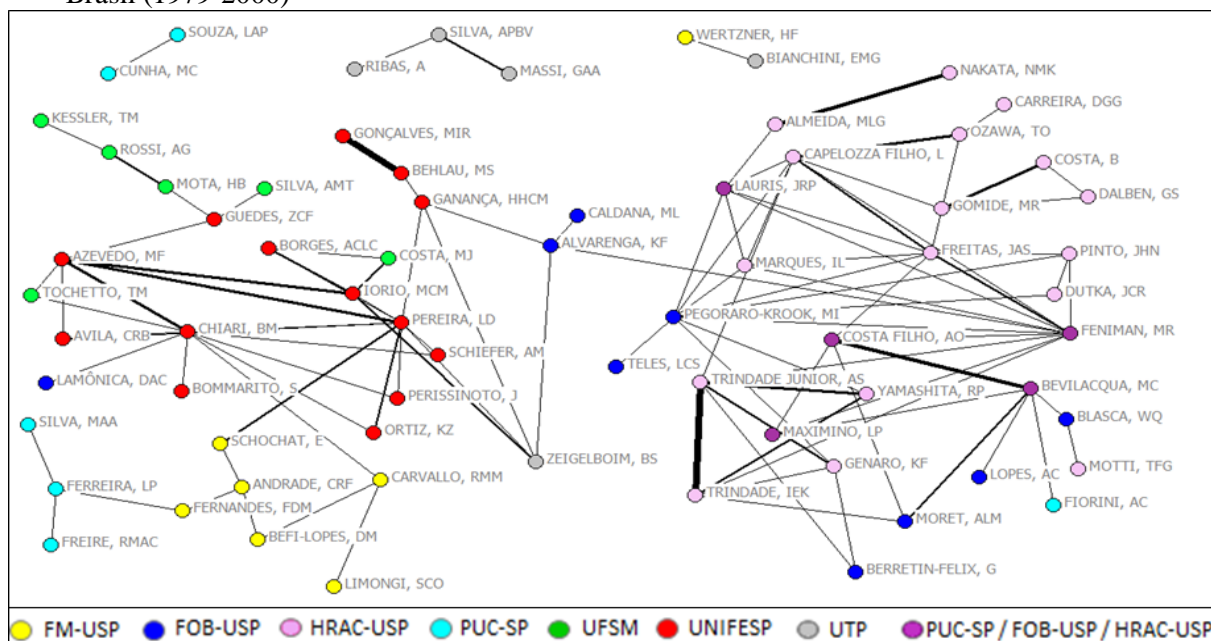 Brasil (1979-2000)
SOUZA, LAP
CUNHA, MC
SILVA, APBV
RIBAS, A
MASSI, GAA
WERTZNER, HF
BIANCHINI, EMG
NAKATA, NMK
CARREIRA, DGG
ALMEIDA, MLG
OZAWA, TO
KESSLER, TM
ROSSI, AG
MOTA, HB
SILVA, AMT
GUEDES, ZCF
GONÇALVES, MIR
BEHLAU, MS
GANANÇA, HHCM
CAPELOZZA FILHO, L
COSTA, B
LAURIS, JRP
DALBEN, GS
GOMIDE, MR
CALDANA, ML
ALVARENGA, KF
AZEVEDO, MF
BORGES, ACLC
COSTA, MJ
FREITAS, JAS
PINTO, JHN
MARQUES, IL
TOCHETTO, TM
IORIO, MCM
DUTKA, JCR
CHIARI, BM
PEREIRA, LD
PEGORARO-KROOK, MI
FENIMAN, MR
AVILA, CRB
COSTA FILHO, AO
SCHIEFER, AM
TELES, LCS
LAMÔNICA, DAC
BOMMARITO, S
PERISSINOTO, J
TRINDADE JUNIOR, AS
YAMASHITA, RP
BEVILACQUA, MC
SILVA, MAA
ORTIZ, KZ
MAXIMINO, LP
BLASCA, WQ
SCHOCHAT, E
ZEIGELBOIM, BS
GENARO, KF
LOPES, AC
MOTTI, TFG
FERREIRA, LP
ANDRADE, CRF
CARVALLO, RMM
TRINDADE, IEK
FIORINI, AC
FERNANDES, FDM
MORET, ALM
FREIRE, RMAC
BEFI-LOPES, DM
LIMONGI, SCO
BERRETIN-FELIX, G
FM-USP FOB-USP HRAC-USP PUC-SP UFSM UNIFESP UTP PUC-SP / FOB-USP / HRAC-USP